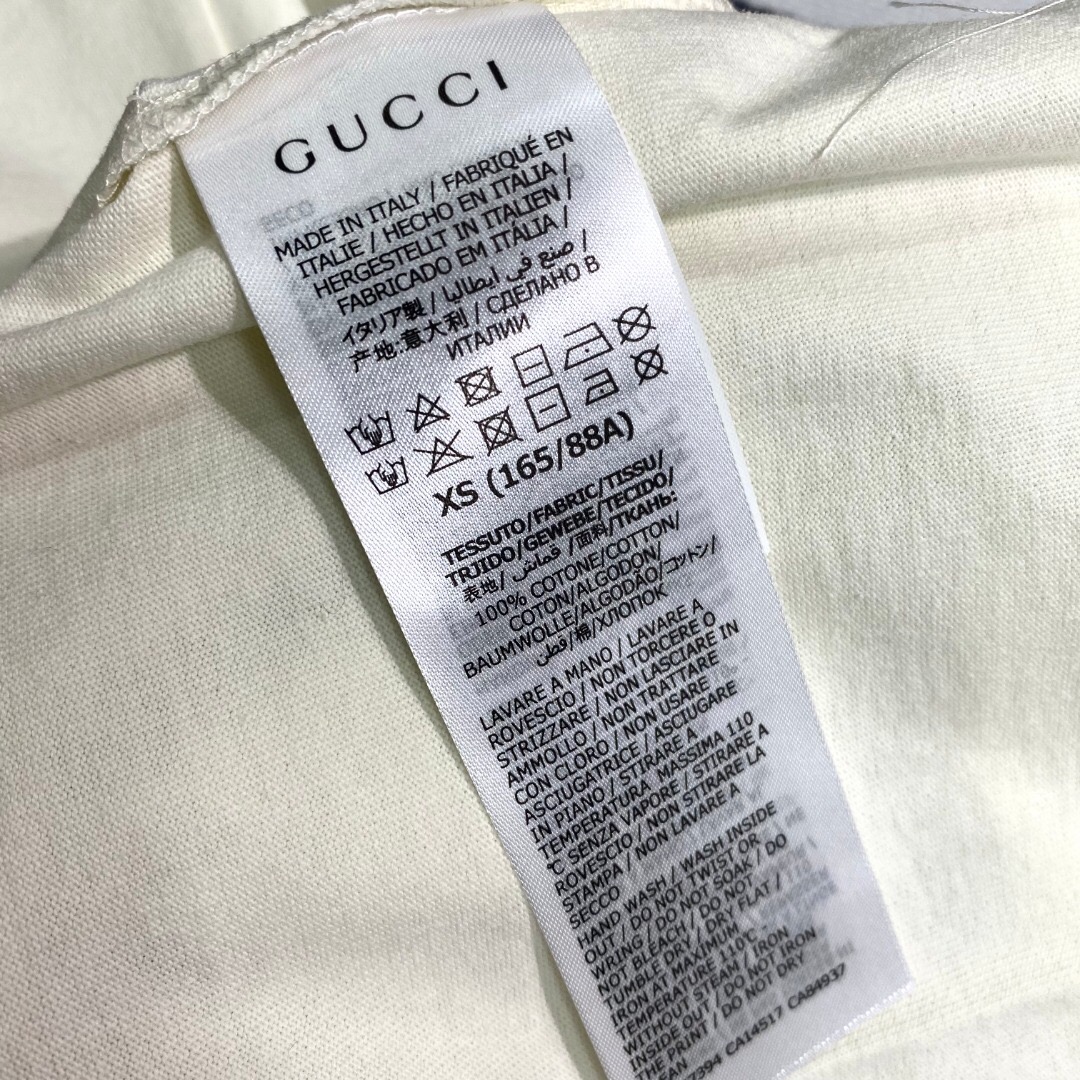 GUCCI
MADE IN ITALY / FABRIQUÉ EN
ITALIE / HECHO EN ITALIA /
HERGESTELLT IN ITALIEN /
FABRICADO EM ITALIA /
イタリア製 / صنع في ايطاليا /
产地:意大利 / СДЕЛАНО В
ИТАЛИИ
XS (165/88A)
TESSUTO/FABRIC/TISSU/
TRJIDO/GEWEBE/TECIDO/
表地/ قماش /面料/ТКАНЬ:
100% COTONE/COTTON/
COTON/ALGODON/
BAUMWOLLE/ALGODÃO/コットン/
قطن/棉/ХЛОПОК
LAVARE A MANO / LAVARE A
ROVESCIO / NON TORCERE O
STRIZZARE / NON LASCIARE IN
AMMOLLO / NON TRATTARE
CON CLORO / NON USARE
ASCIUGATRICE / ASCIUGARE
IN PIANO / STIRARE A
TEMPERATURA MASSIMA 110
℃ SENZA VAPORE / STIRARE A
ROVESCIO / NON STIRARE LA
STAMPA / NON LAVARE A
SECCO
HAND WASH / WASH INSIDE
OUT / DO NOT TWIST OR
WRING / DO NOT SOAK / DO
NOT BLEACH / DO NOT
TUMBLE DRY / DRY FLAT /
IRON AT MAXIMUM
TEMPERATURE 110℃
WITHOUT STEAM / IRON
INSIDE OUT / DO NOT IRON
THE PRINT / DO NOT DRY
EAN
7394 CA14517 CA84937